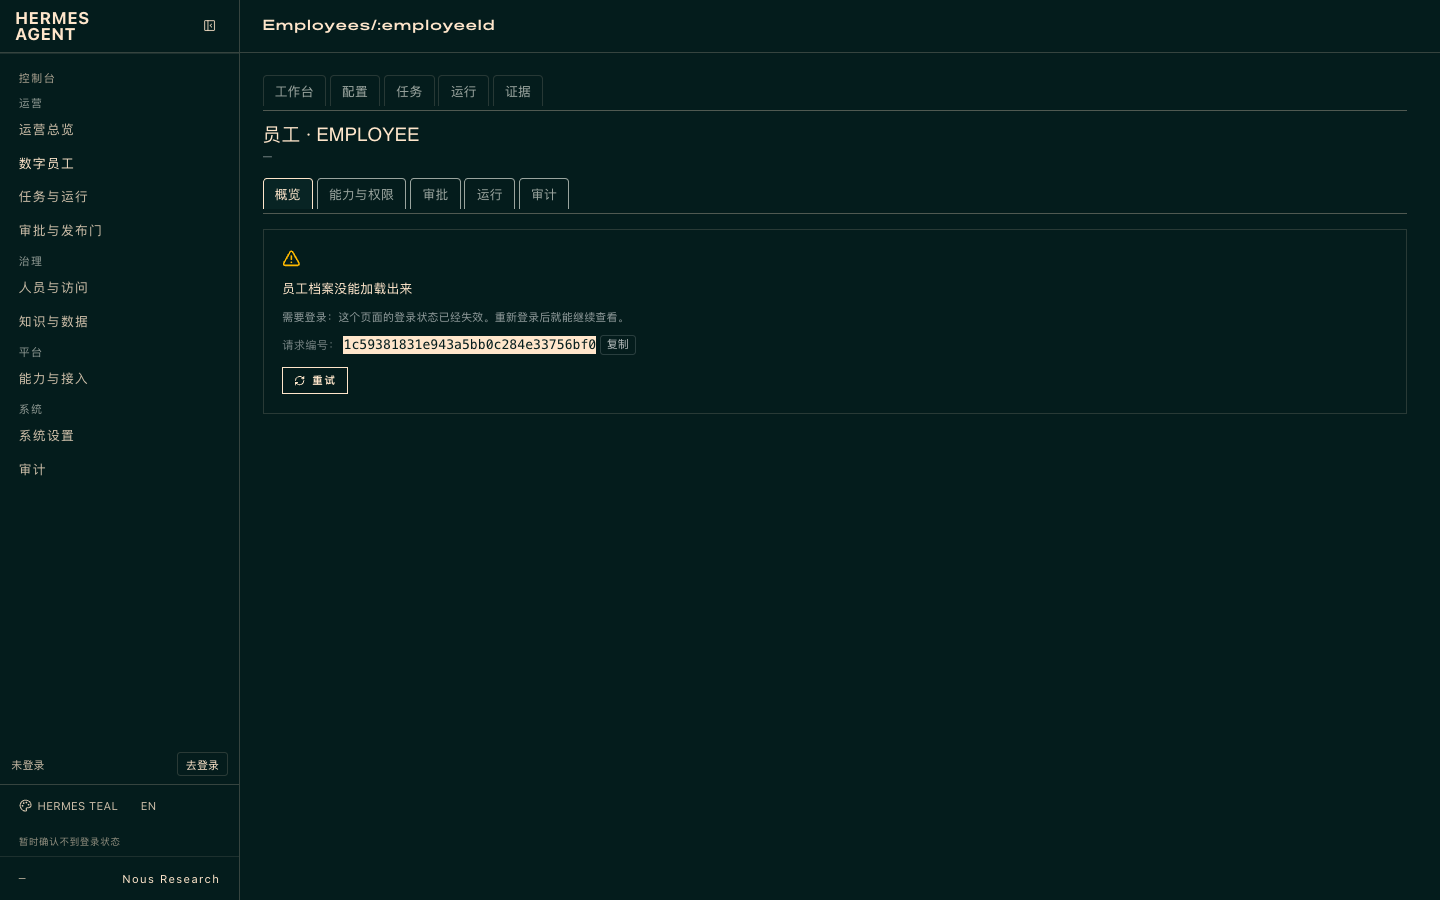 HERMES
AGENT
Employees/:employeeId
控制台
运营
运营总览
数字员工
任务与运行
审批与发布门
治理
人员与访问
知识与数据
平台
能力与接入
系统
系统设置
审计
工作台 配置 任务 运行 证据
员工 · EMPLOYEE
—
概览 能力与权限 审批 运行 审计
员工档案没能加载出来
需要登录：这个页面的登录状态已经失效。重新登录后就能继续查看。
请求编号： 1c59381831e943a5bb0c284e33756bf0 复制
重试
未登录 去登录
HERMES TEAL EN
暂时确认不到登录状态
— Nous Research